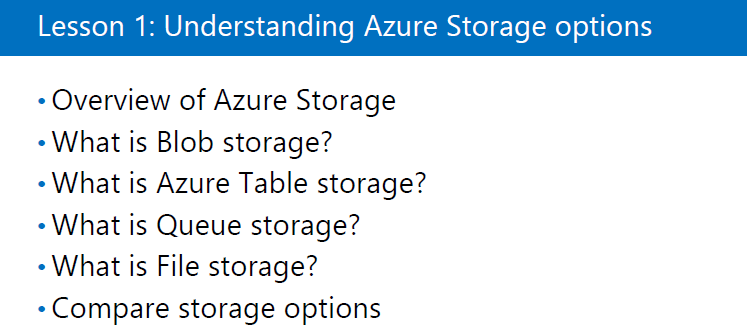 Lesson 1: Understanding Azure Storage options
• Overview of Azure Storage
• What is Blob storage?
• What is Azure Table storage?
• What is Queue storage?
• What is File storage?
• Compare storage options